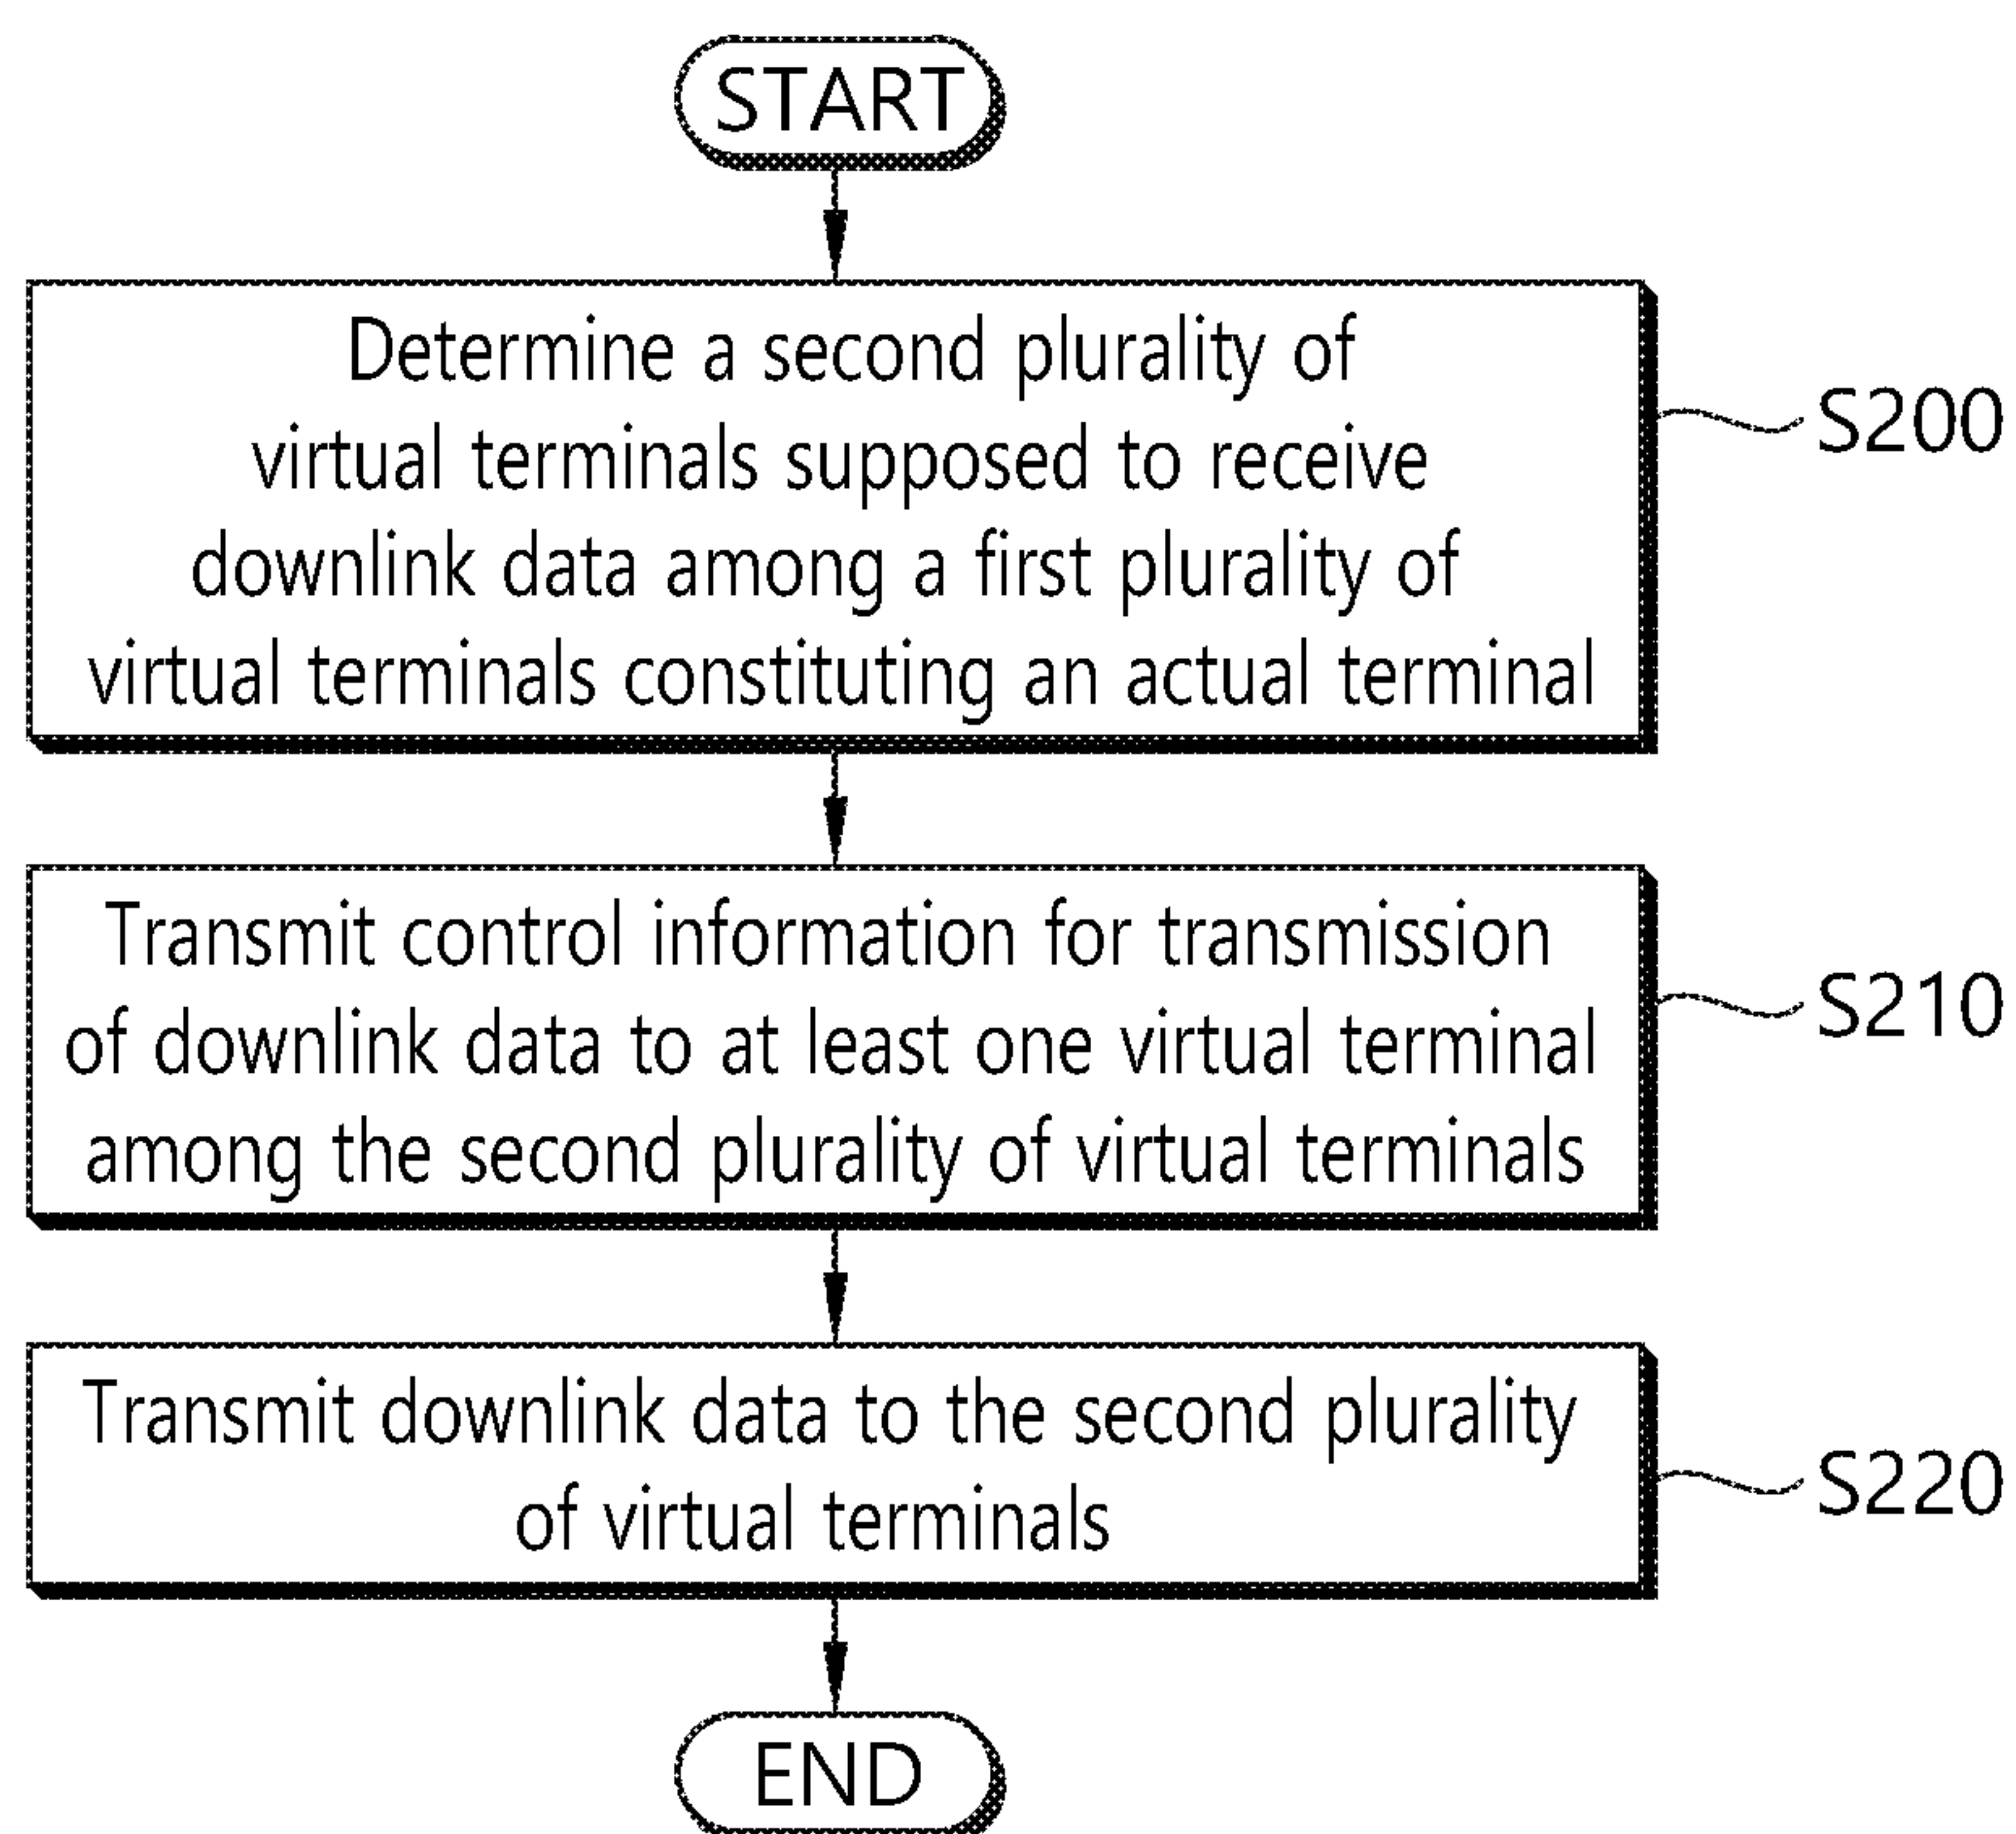 START
Determine a second plurality of
virtual terminals supposed to receive
downlink data among a first plurality of
virtual terminals constituting an actual terminal
S200
Transmit control information for transmission
of downlink data to at least one virtual terminal
among the second plurality of virtual terminals
S210
Transmit downlink data to the second plurality
of virtual terminals
S220
END